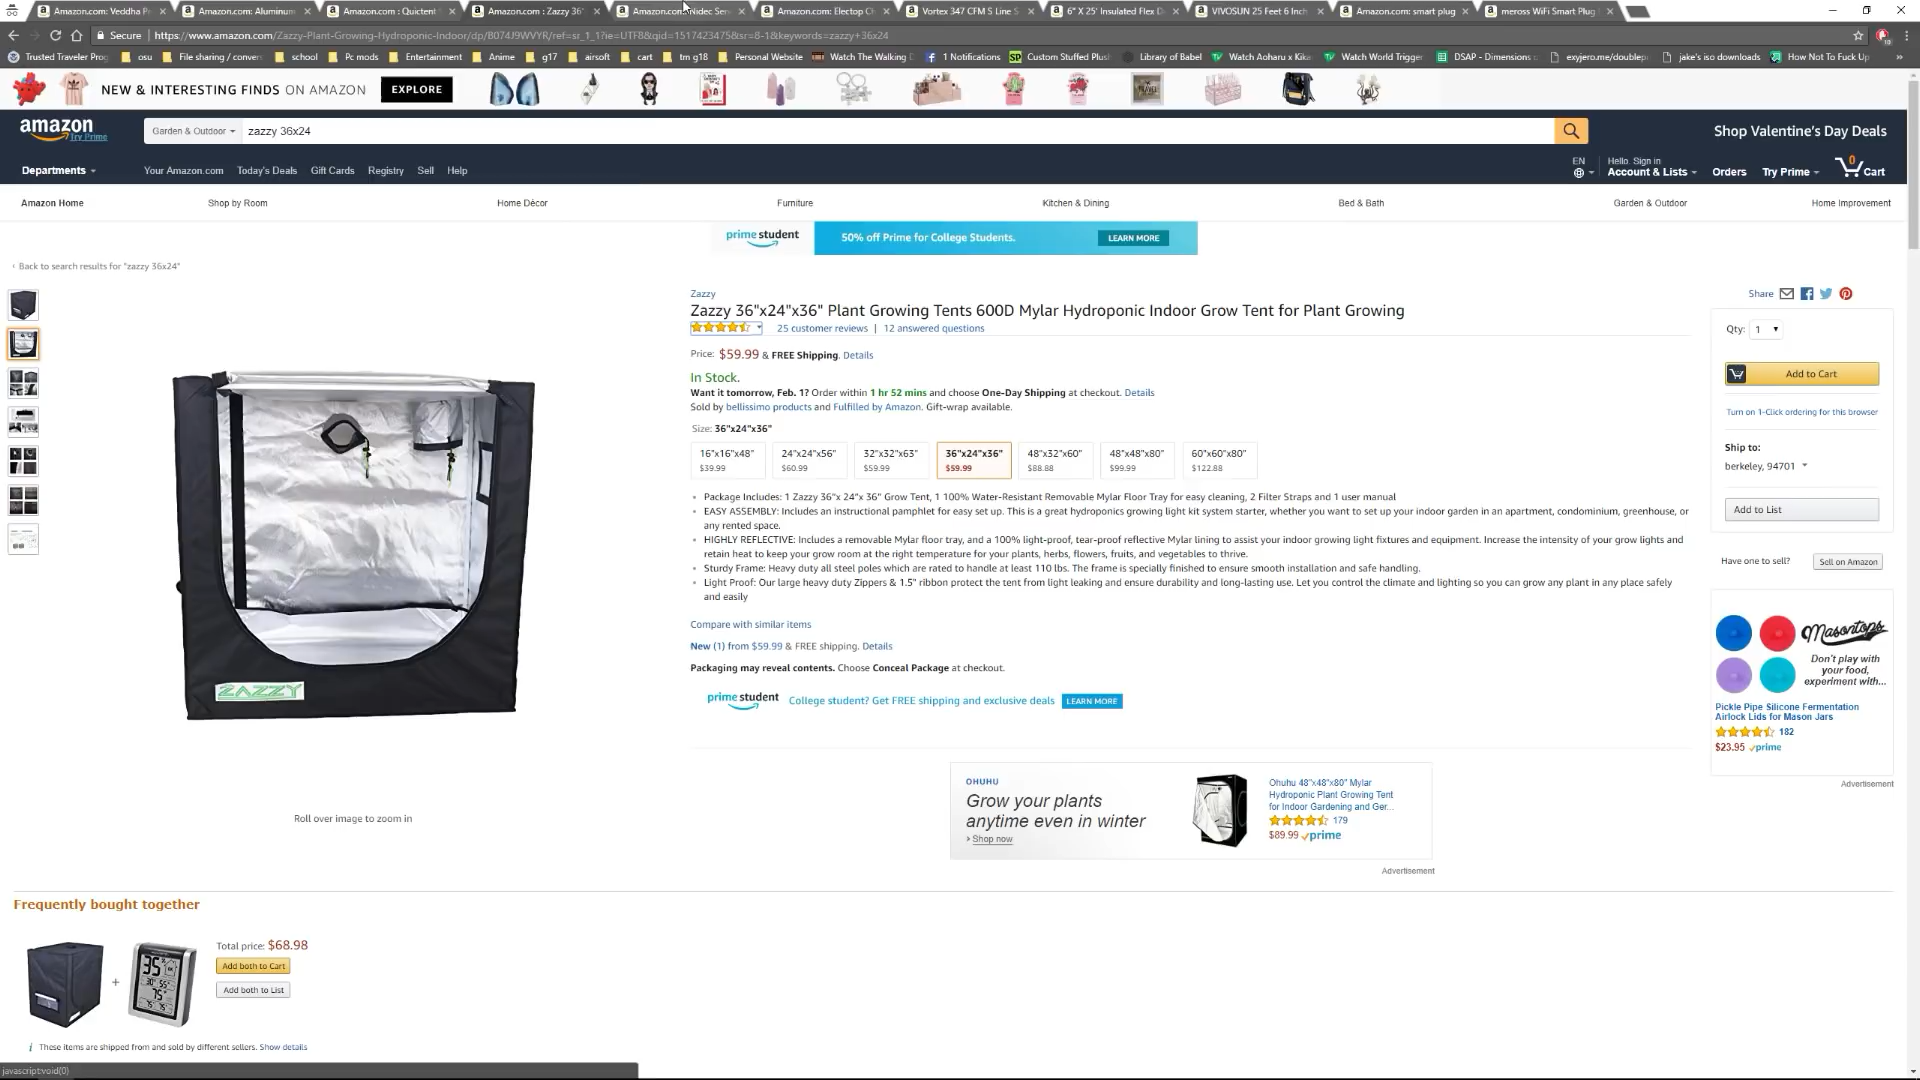 Amazon.com: Veddha P
Amazon.com: Aluminum
Amazon.com : Quictent
Amazon.com : Zazzy 36"
Amazon.com: Nidec Ser
Amazon.com: Electop C
Vortex 347 CFM S Line S
6" X 25' Insulated Flex D
VIVOSUN 25 Feet 6 Inch
Amazon.com: smart plug
meross WiFi Smart Plug
Secure
https://www.amazon.com/Zazzy-Plant-Growing-Hydroponic-Indoor/dp/B074J9WVYR/ref=sr_1_1?ie=UTF8&qid=1517423475&sr=8-1&keywords=zazzy+36x24
Trusted Traveler Prog
osu
File sharing / conver
school
Pc mods
Entertainment
Anime
g17
airsoft
cart
tm g18
Personal Website
Watch The Walking D
1 Notifications
Custom Stuffed Plus
Library of Babel
Watch Aoharu x Kika
Watch World Trigger
DSAP - Dimensions o
exyjero.me/doublep
jake's iso downloads
How Not To Fuck Up
NEW & INTERESTING FINDS ON AMAZON EXPLORE
amazon
Try Prime
Garden & Outdoor
zazzy 36x24
Shop Valentine's Day Deals
Departments
Your Amazon.com Today's Deals Gift Cards Registry Sell Help
EN
Hello. Sign in
Account & Lists
Orders
Try Prime
0
Cart
Amazon Home Shop by Room Home Décor Furniture Kitchen & Dining Bed & Bath Garden & Outdoor Home Improvement
prime student
50% off Prime for College Students.
LEARN MORE
‹ Back to search results for "zazzy 36x24"
ZAZZY
Roll over image to zoom in
Zazzy
Zazzy 36"x24"x36" Plant Growing Tents 600D Mylar Hydroponic Indoor Grow Tent for Plant Growing
25 customer reviews | 12 answered questions
Price: $59.99 & FREE Shipping. Details
In Stock.
Want it tomorrow, Feb. 1? Order within 1 hr 52 mins and choose One-Day Shipping at checkout. Details
Sold by bellissimo products and Fulfilled by Amazon. Gift-wrap available.
Size: 36"x24"x36"
16"x16"x48"
$39.99
24"x24"x56"
$60.99
32"x32"x63"
$59.99
36"x24"x36"
$59.99
48"x32"x60"
$88.88
48"x48"x80"
$99.99
60"x60"x80"
$122.88
• Package Includes: 1 Zazzy 36"x 24"x 36" Grow Tent, 1 100% Water-Resistant Removable Mylar Floor Tray for easy cleaning, 2 Filter Straps and 1 user manual
• EASY ASSEMBLY: Includes an instructional pamphlet for easy set up. This is a great hydroponics growing light kit system starter, whether you want to set up your indoor garden in an apartment, condominium, greenhouse, or
any rented space.
• HIGHLY REFLECTIVE: Includes a removable Mylar floor tray, and a 100% light-proof, tear-proof reflective Mylar lining to assist your indoor growing light fixtures and equipment. Increase the intensity of your grow lights and
retain heat to keep your grow room at the right temperature for your plants, herbs, flowers, fruits, and vegetables to thrive.
• Sturdy Frame: Heavy duty all steel poles which are rated to handle at least 110 lbs. The frame is specially finished to ensure smooth installation and safe handling.
• Light Proof: Our large heavy duty Zippers & 1.5" ribbon protect the tent from light leaking and ensure durability and long-lasting use. Let you control the climate and lighting so you can grow any plant in any place safely
and easily
Compare with similar items
New (1) from $59.99 & FREE shipping. Details
Packaging may reveal contents. Choose Conceal Package at checkout.
prime student
College student? Get FREE shipping and exclusive deals
LEARN MORE
OHUHU
Grow your plants
anytime even in winter
› Shop now
Ohuhu 48"x48"x80" Mylar
Hydroponic Plant Growing Tent
for Indoor Gardening and Ger...
179
$89.99 prime
Advertisement
Share
Qty: 1
Add to Cart
Turn on 1-Click ordering for this browser
Ship to:
berkeley, 94701
Add to List
Have one to sell?
Sell on Amazon
Masontops
Don't play with
your food,
experiment with...
Pickle Pipe Silicone Fermentation
Airlock Lids for Mason Jars
182
$23.95 prime
Advertisement
Frequently bought together
+
Total price: $68.98
Add both to Cart
Add both to List
i These items are shipped from and sold by different sellers. Show details
javascript:void(0)